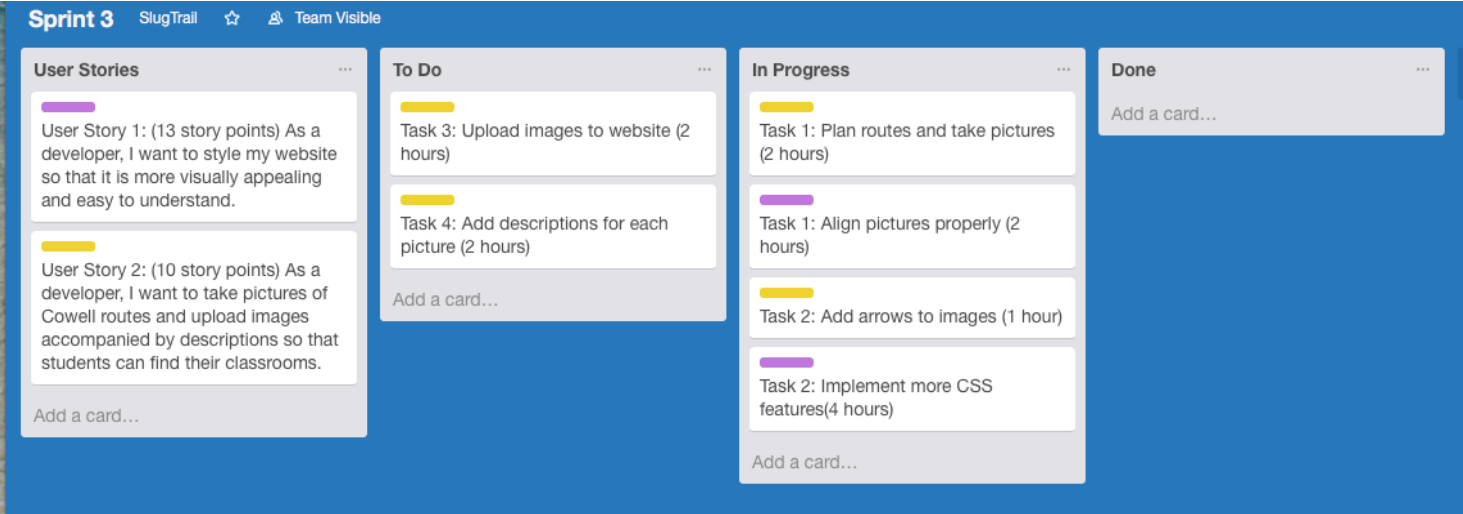 Sprint 3 SlugTrail Team Visible
User Stories
User Story 1: (13 story points) As a
developer, I want to style my website
so that it is more visually appealing
and easy to understand.
User Story 2: (10 story points) As a
developer, I want to take pictures of
Cowell routes and upload images
accompanied by descriptions so that
students can find their classrooms.
Add a card…
To Do
Task 3: Upload images to website (2
hours)
Task 4: Add descriptions for each
picture (2 hours)
Add a card…
In Progress
Task 1: Plan routes and take pictures
(2 hours)
Task 1: Align pictures properly (2
hours)
Task 2: Add arrows to images (1 hour)
Task 2: Implement more CSS
features(4 hours)
Add a card…
Done
Add a card…